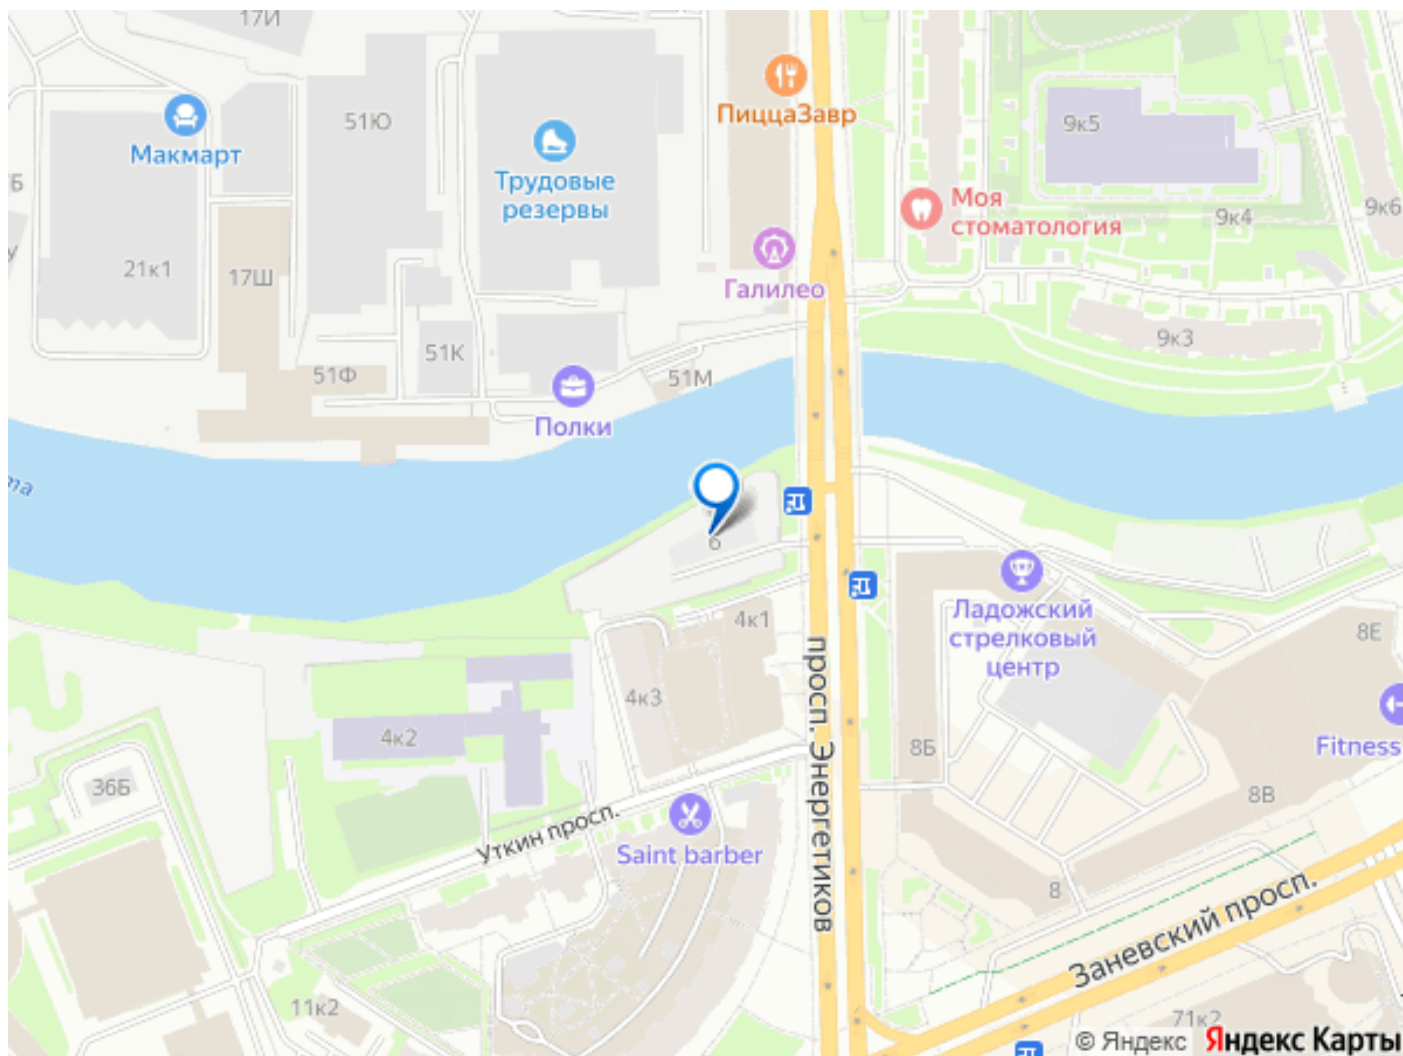 17И
ПиццаЗавр
51Ю
9к5
Макмарт
Трудовые
резервы
Моя
стоматология
9к4
9к6
21к1
17Ш
Галилео
51К
9к3
51Ф
51М
Полки
6
Ладожский
стрелковый
центр
4к1
8Е
4к3
просп. Энергетиков
4к2
8Б
Fitness
36Б
8В
Уткин просп.
Saint barber
8
Заневский просп.
11к2
71к2
© Яндекс Яндекс Карты